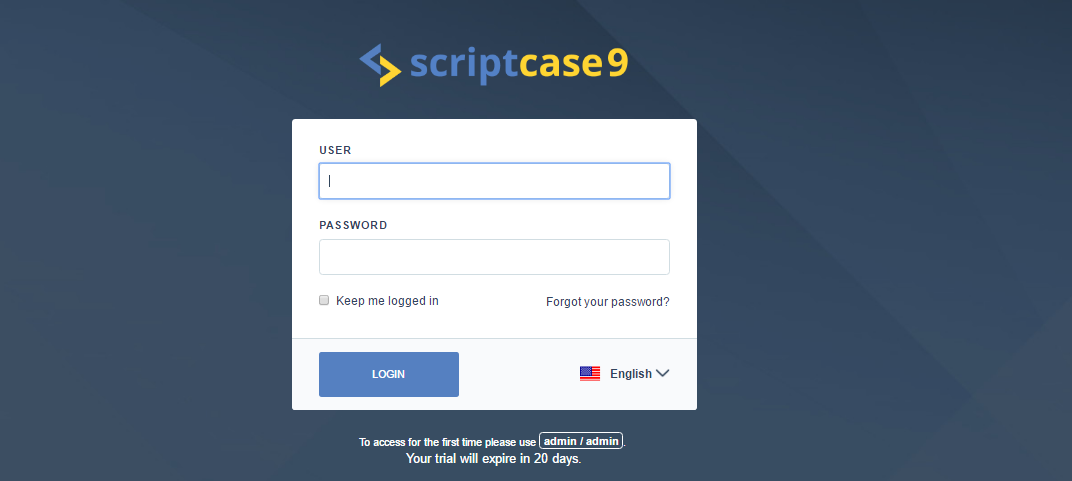 scriptcase9
USER
PASSWORD
Keep me logged in
Forgot your password?
LOGIN
English
To access for the first time please use admin / admin.
Your trial will expire in 20 days.